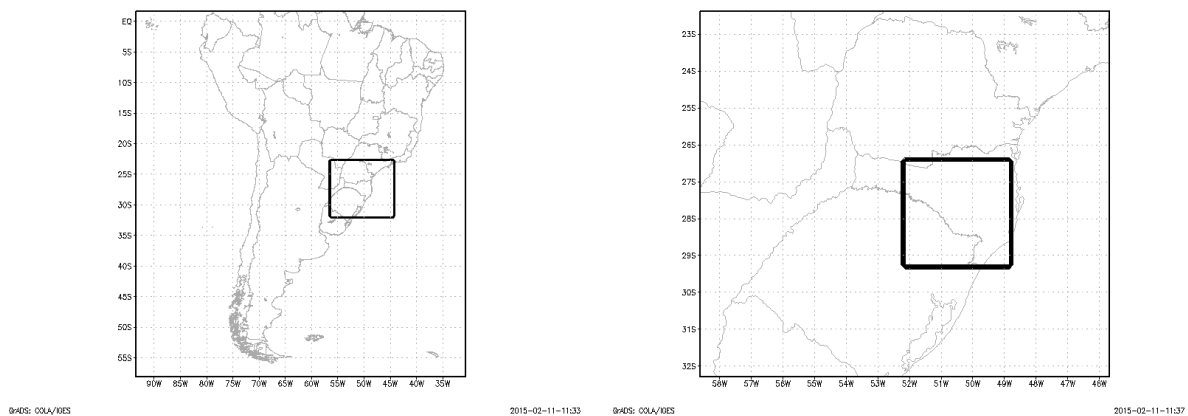 EQ
5S
10S
15S
20S
25S
30S
35S
40S
45S
50S
55S
90W 85W 80W 75W 70W 65W 60W 55W 50W 45W 40W 35W
GrADS: COLA/IGES 2015-02-11-11:33
23S
24S
25S
26S
27S
28S
29S
30S
31S
32S
58W 57W 56W 55W 54W 53W 52W 51W 50W 49W 48W 47W 46W
GrADS: COLA/IGES 2015-02-11-11:37